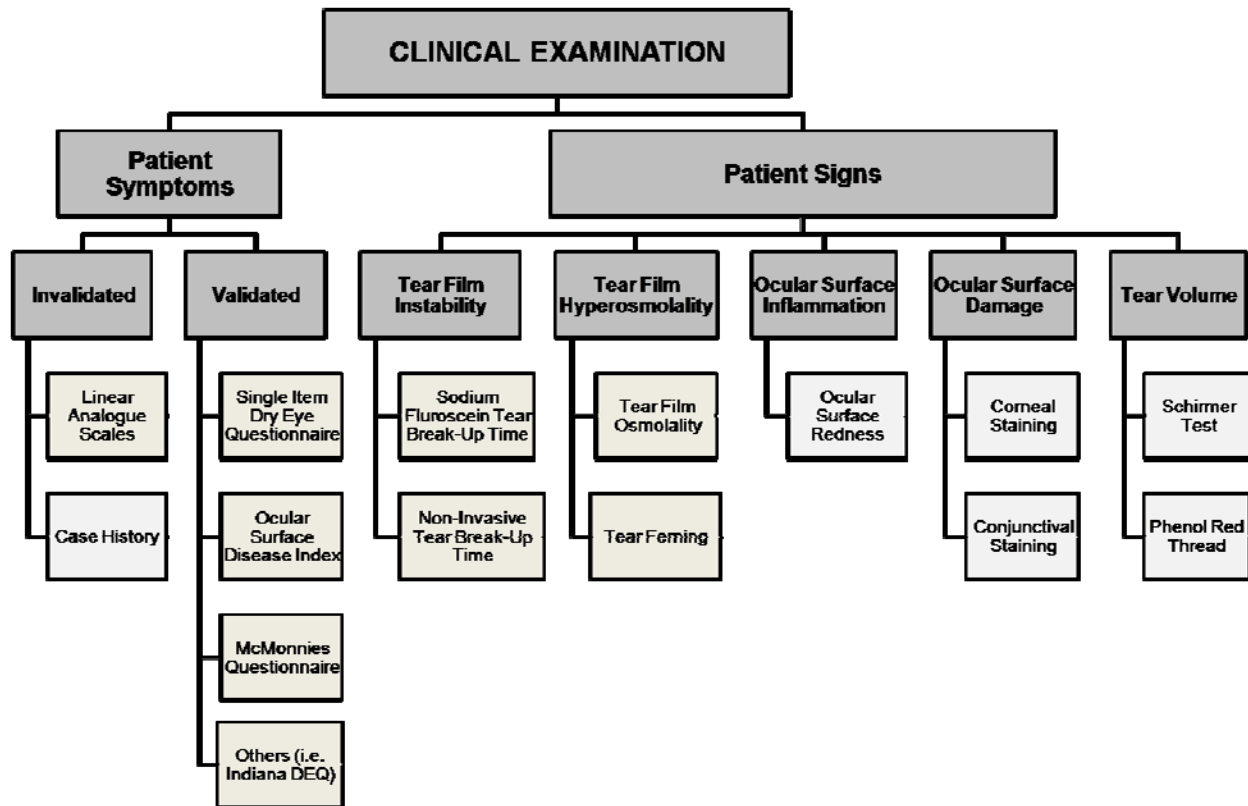 CLINICAL EXAMINATION
Patient
Symptoms
Patient Signs
Invalidated
Validated
Tear Film
Instability
Tear Film
Hyperosmolality
Ocular Surface
Inflammation
Ocular Surface
Damage
Tear Volume
Linear
Analogue
Scales
Case History
Single Item
Dry Eye
Questionnaire
Ocular
Surface
Disease Index
McMonnies
Questionnaire
Others (i.e.
Indiana DEQ)
Sodium
Fluroscein Tear
Break-Up Time
Non-Invasive
Tear Break-Up
Time
Tear Film
Osmolality
Tear Ferning
Ocular
Surface
Redness
Corneal
Staining
Conjunctival
Staining
Schirmer
Test
Phenol Red
Thread